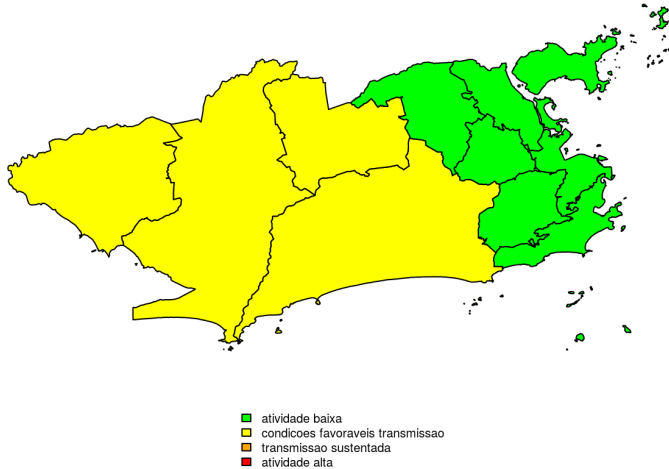 atividade baixa
condicoes favoraveis transmissao
transmissao sustentada
atividade alta